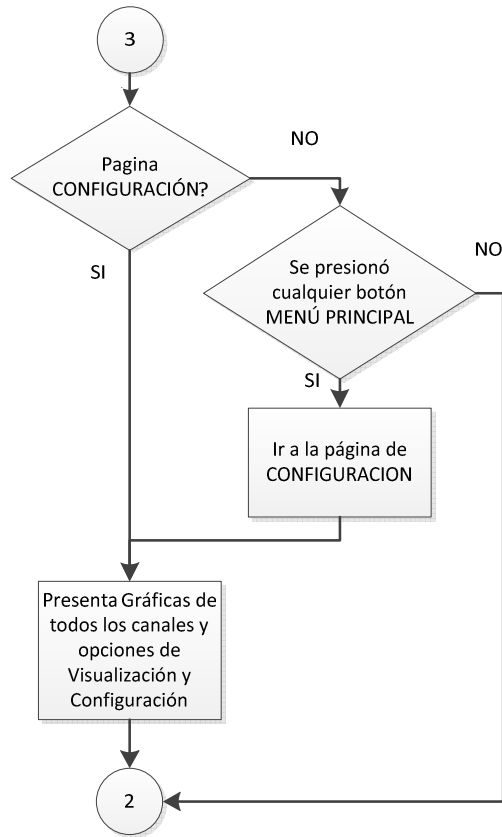 3
Pagina
CONFIGURACIÓN?
NO
SI
Se presionó
cualquier botón
MENÚ PRINCIPAL
NO
SI
Ir a la página de
CONFIGURACION
Presenta Gráficas de
todos los canales y
opciones de
Visualización y
Configuración
2